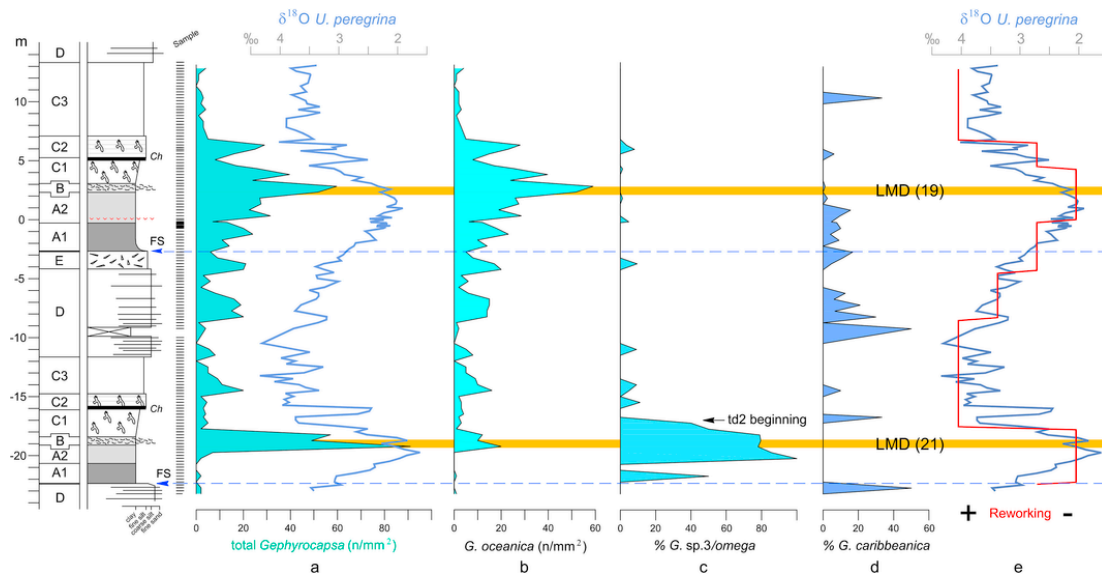 δ18O U. peregrina
δ18O U. peregrina
‰ 4 3 2
‰ 4 3 2
m
Sample
D
C3
10
C2
Ch
5
C1
B
LMD (19)
A2
0
A1
FS
E
-5
D
-10
C3
-15
C2
Ch
C1
td2 beginning
B
LMD (21)
A2
-20
A1
FS
D
clay
fine silt
coarse silt
fine sand
+ Reworking -
0 20 40 60 80 100
0 20 40 60
0 20 40 60 80
0 20 40 60
total Gephyrocapsa (n/mm2)
G. oceanica (n/mm2)
% G. sp.3/omega
% G. caribbeanica
a b c d e